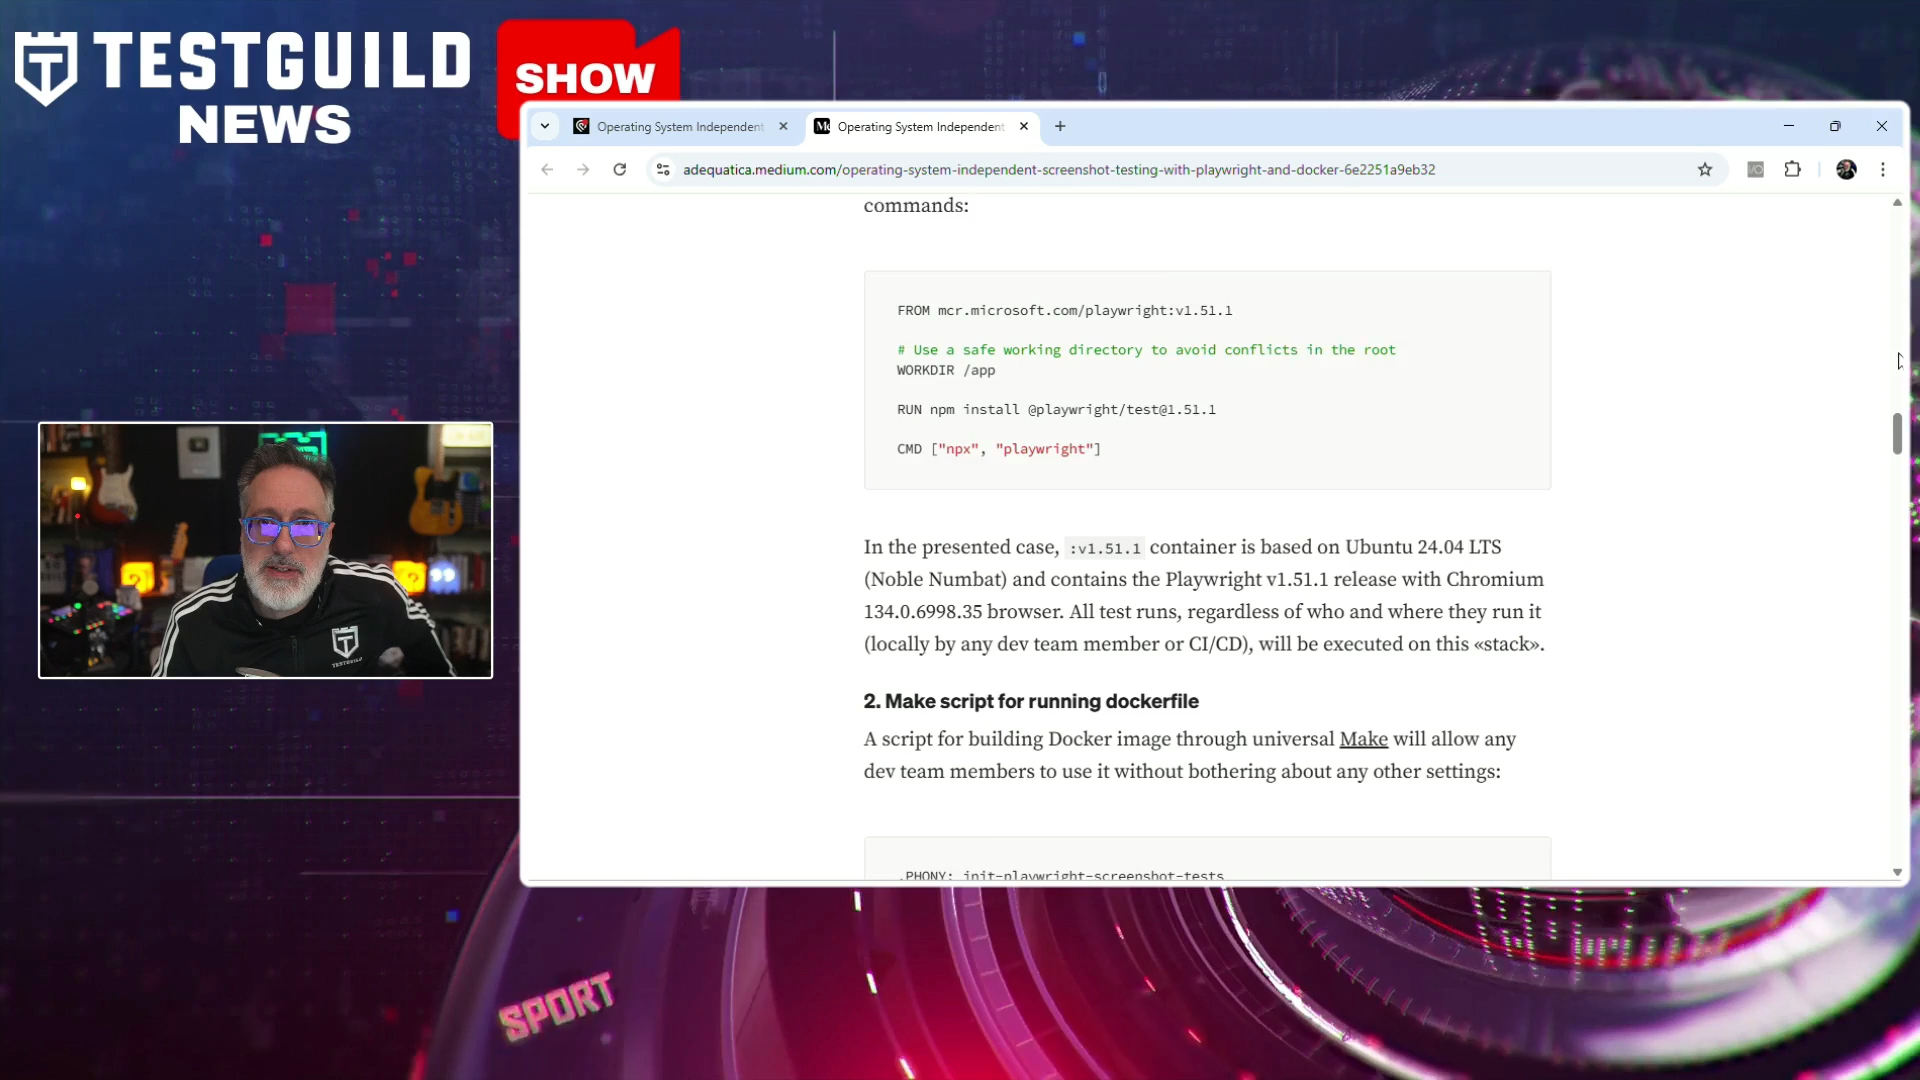 TESTGUILD
NEWS
SHOW
Operating System Independent
Operating System Independent
adequatica.medium.com/operating-system-independent-screenshot-testing-with-playwright-and-docker-6e2251a9eb32
commands:
FROM mcr.microsoft.com/playwright:v1.51.1
# Use a safe working directory to avoid conflicts in the root
WORKDIR /app
RUN npm install @playwright/test@1.51.1
CMD ["npx", "playwright"]
In the presented case, :v1.51.1 container is based on Ubuntu 24.04 LTS
(Noble Numbat) and contains the Playwright v1.51.1 release with Chromium
134.0.6998.35 browser. All test runs, regardless of who and where they run it
(locally by any dev team member or CI/CD), will be executed on this «stack».
2. Make script for running dockerfile
A script for building Docker image through universal Make will allow any
dev team members to use it without bothering about any other settings:
.PHONY: init-playwright-screenshot-tests
TESTGUILD
SPORT